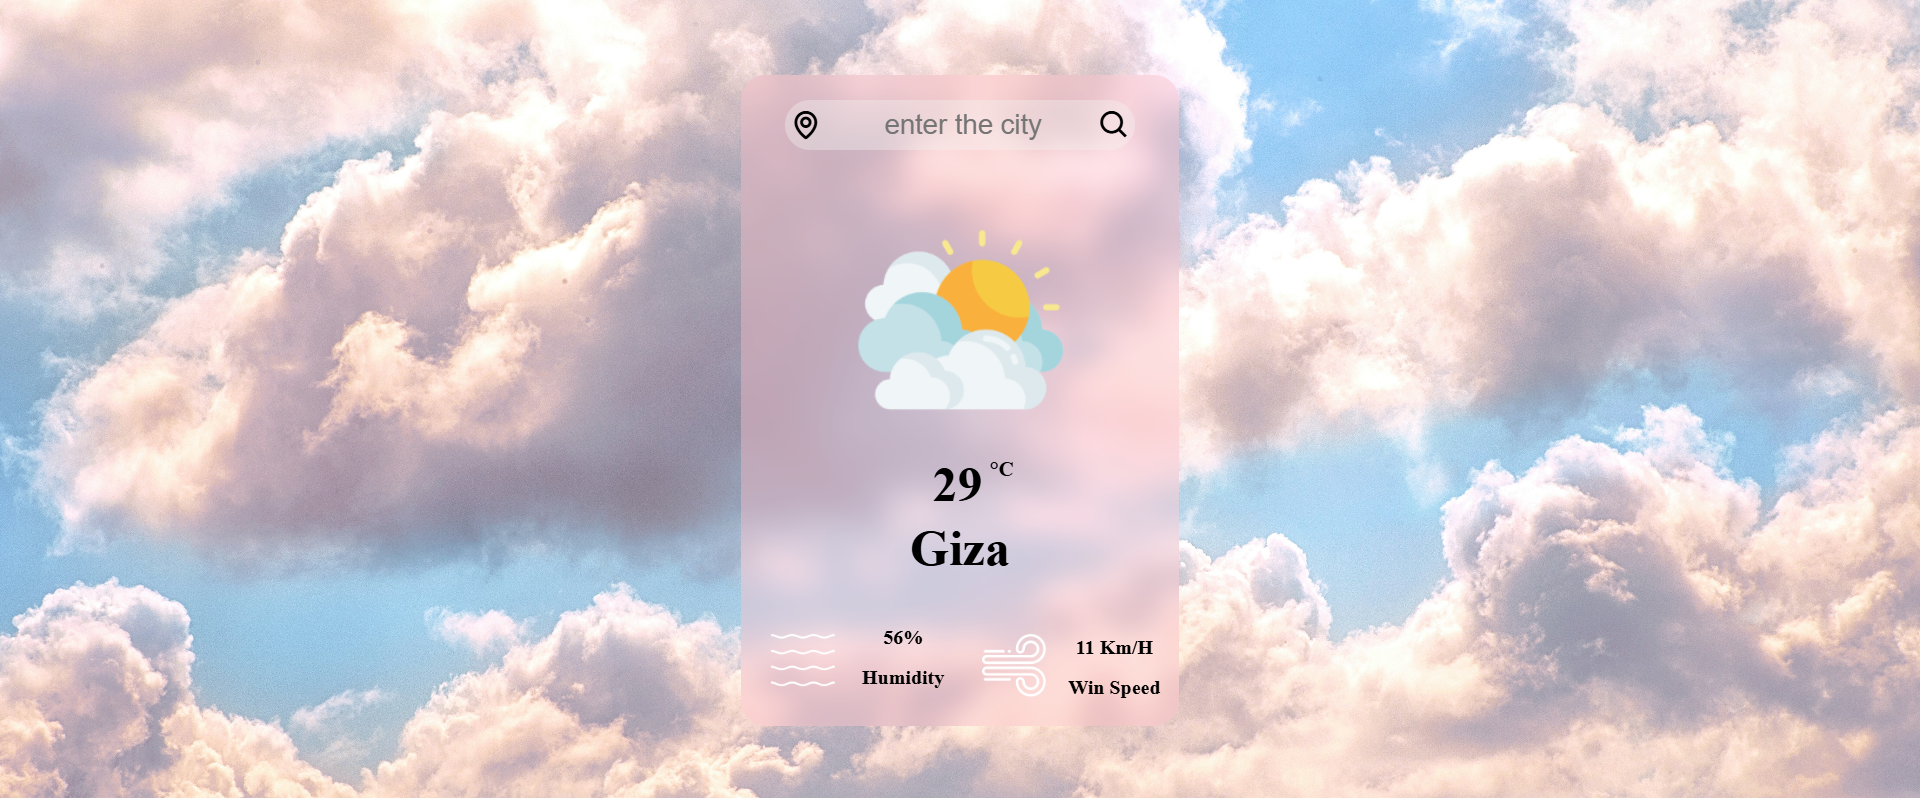 enter the city
29 °C
Giza
56%
Humidity
11 Km/H
Win Speed